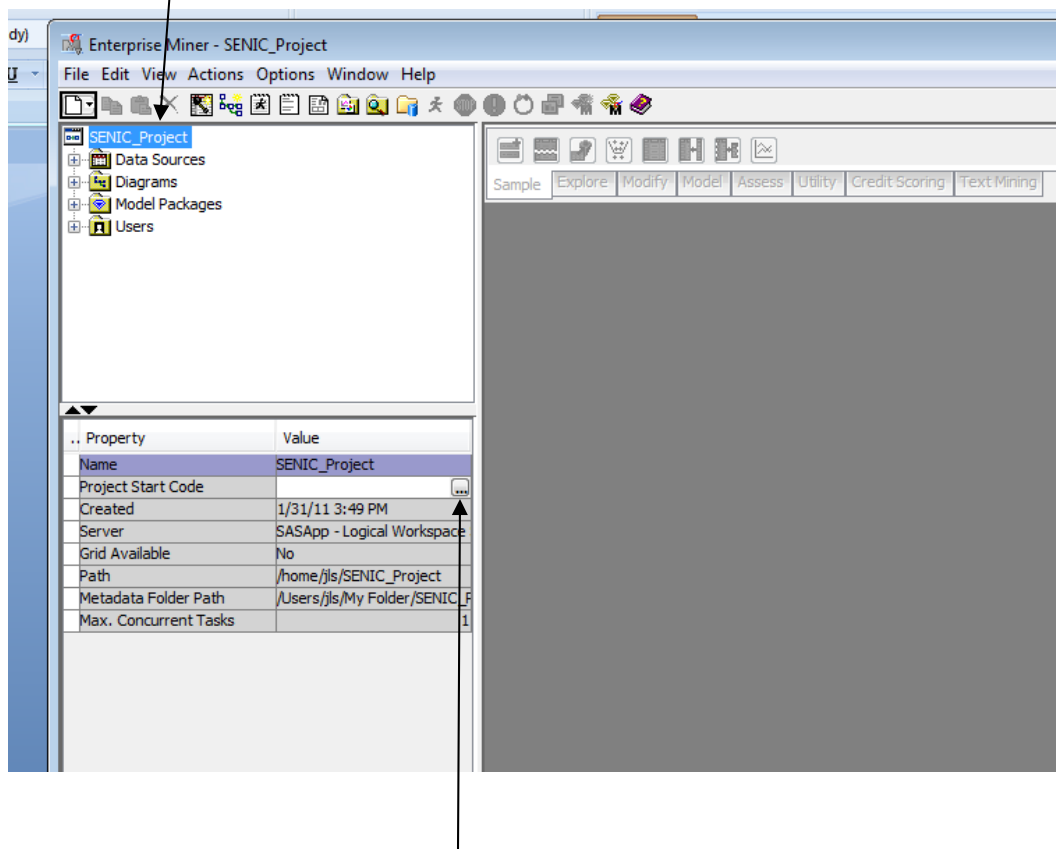 dy)
Enterprise Miner - SENIC_Project
U
File Edit View Actions Options Window Help
SENIC_Project
Data Sources
Diagrams
Model Packages
Users
Sample Explore Modify Model Assess Utility Credit Scoring Text Mining
.. Property Value
Name SENIC_Project
Project Start Code ...
Created 1/31/11 3:49 PM
Server SASApp - Logical Workspace
Grid Available No
Path /home/jls/SENIC_Project
Metadata Folder Path /Users/jls/My Folder/SENIC_P
Max. Concurrent Tasks 1